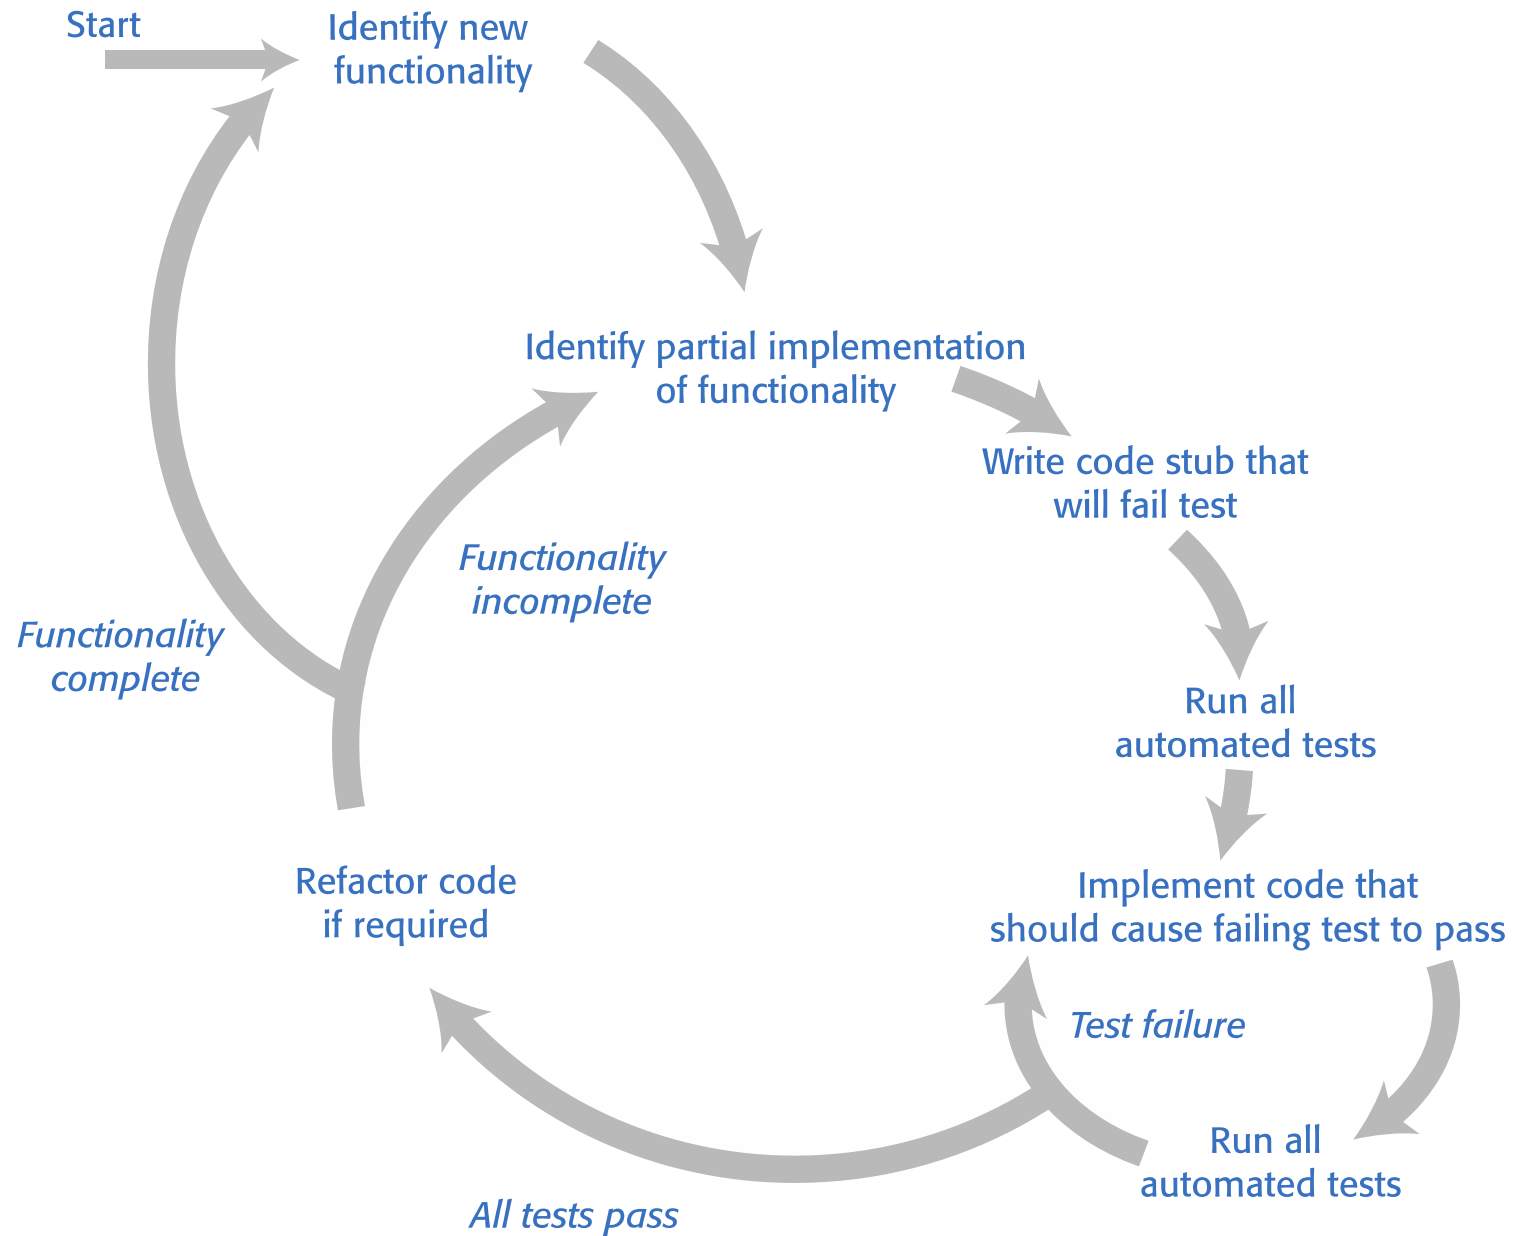 Start
Identify new
functionality
Identify partial implementation
of functionality
Write code stub that
will fail test
Functionality
incomplete
Functionality
complete
Run all
automated tests
Refactor code
if required
Implement code that
should cause failing test to pass
Test failure
Run all
automated tests
All tests pass